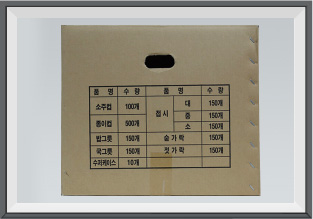 품 명 수 량 품 명 수 량
소주컵 100개 접시 대 150개
종이컵 500개 중 150개
소 150개
밥그릇 150개 숟가락 150개
국그릇 150개 젓가락 150개
수저케이스 10개